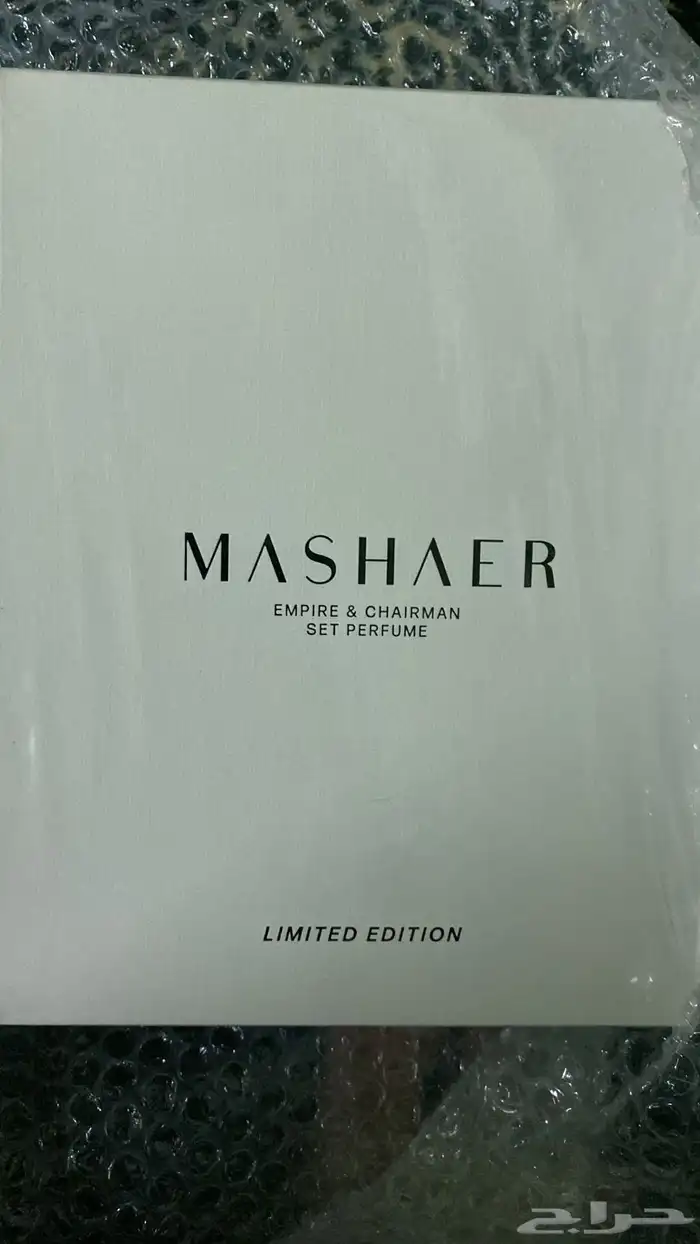 MASHAER
EMPIRE & CHAIRMAN
SET PERFUME
LIMITED EDITION
حراج